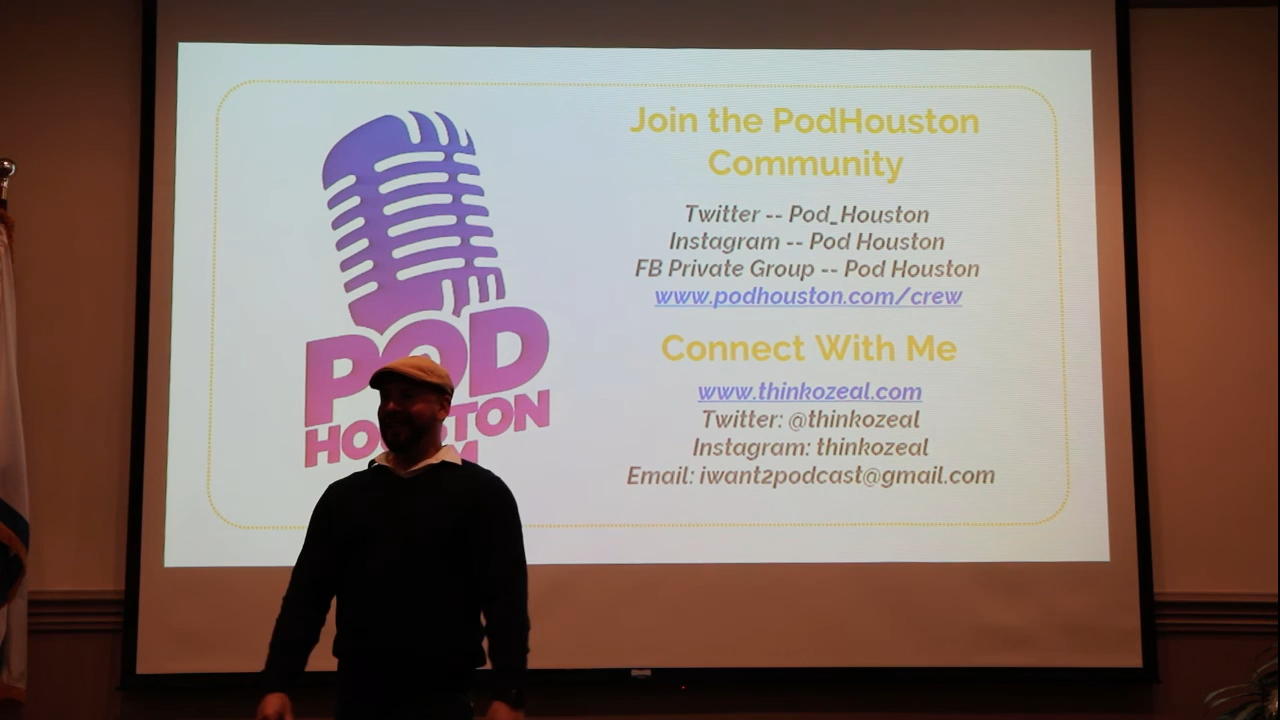 Join the PodHouston
Community
Twitter -- Pod_Houston
Instagram -- Pod Houston
FB Private Group -- Pod Houston
www.podhouston.com/crew
Connect With Me
www.thinkozeal.com
Twitter: @thinkozeal
Instagram: thinkozeal
Email: iwant2podcast@gmail.com
POD
HOUSTON